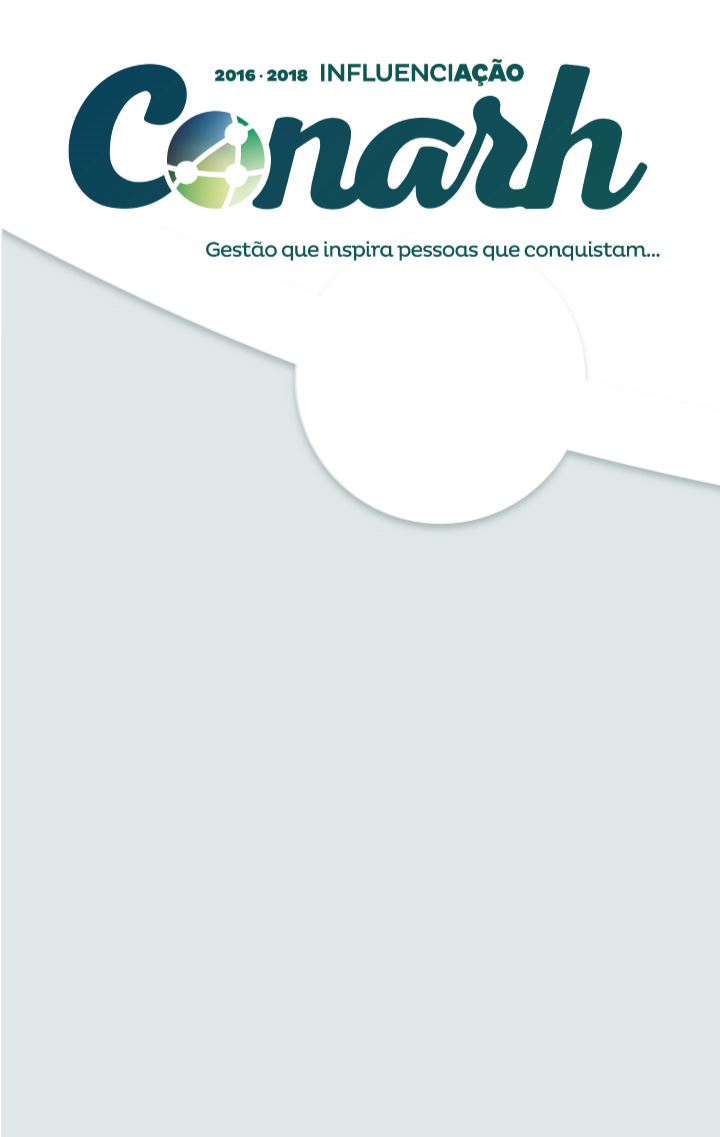 2016 · 2018 INFLUENCIAÇÃO
Conarh
Gestão que inspira pessoas que conquistam...